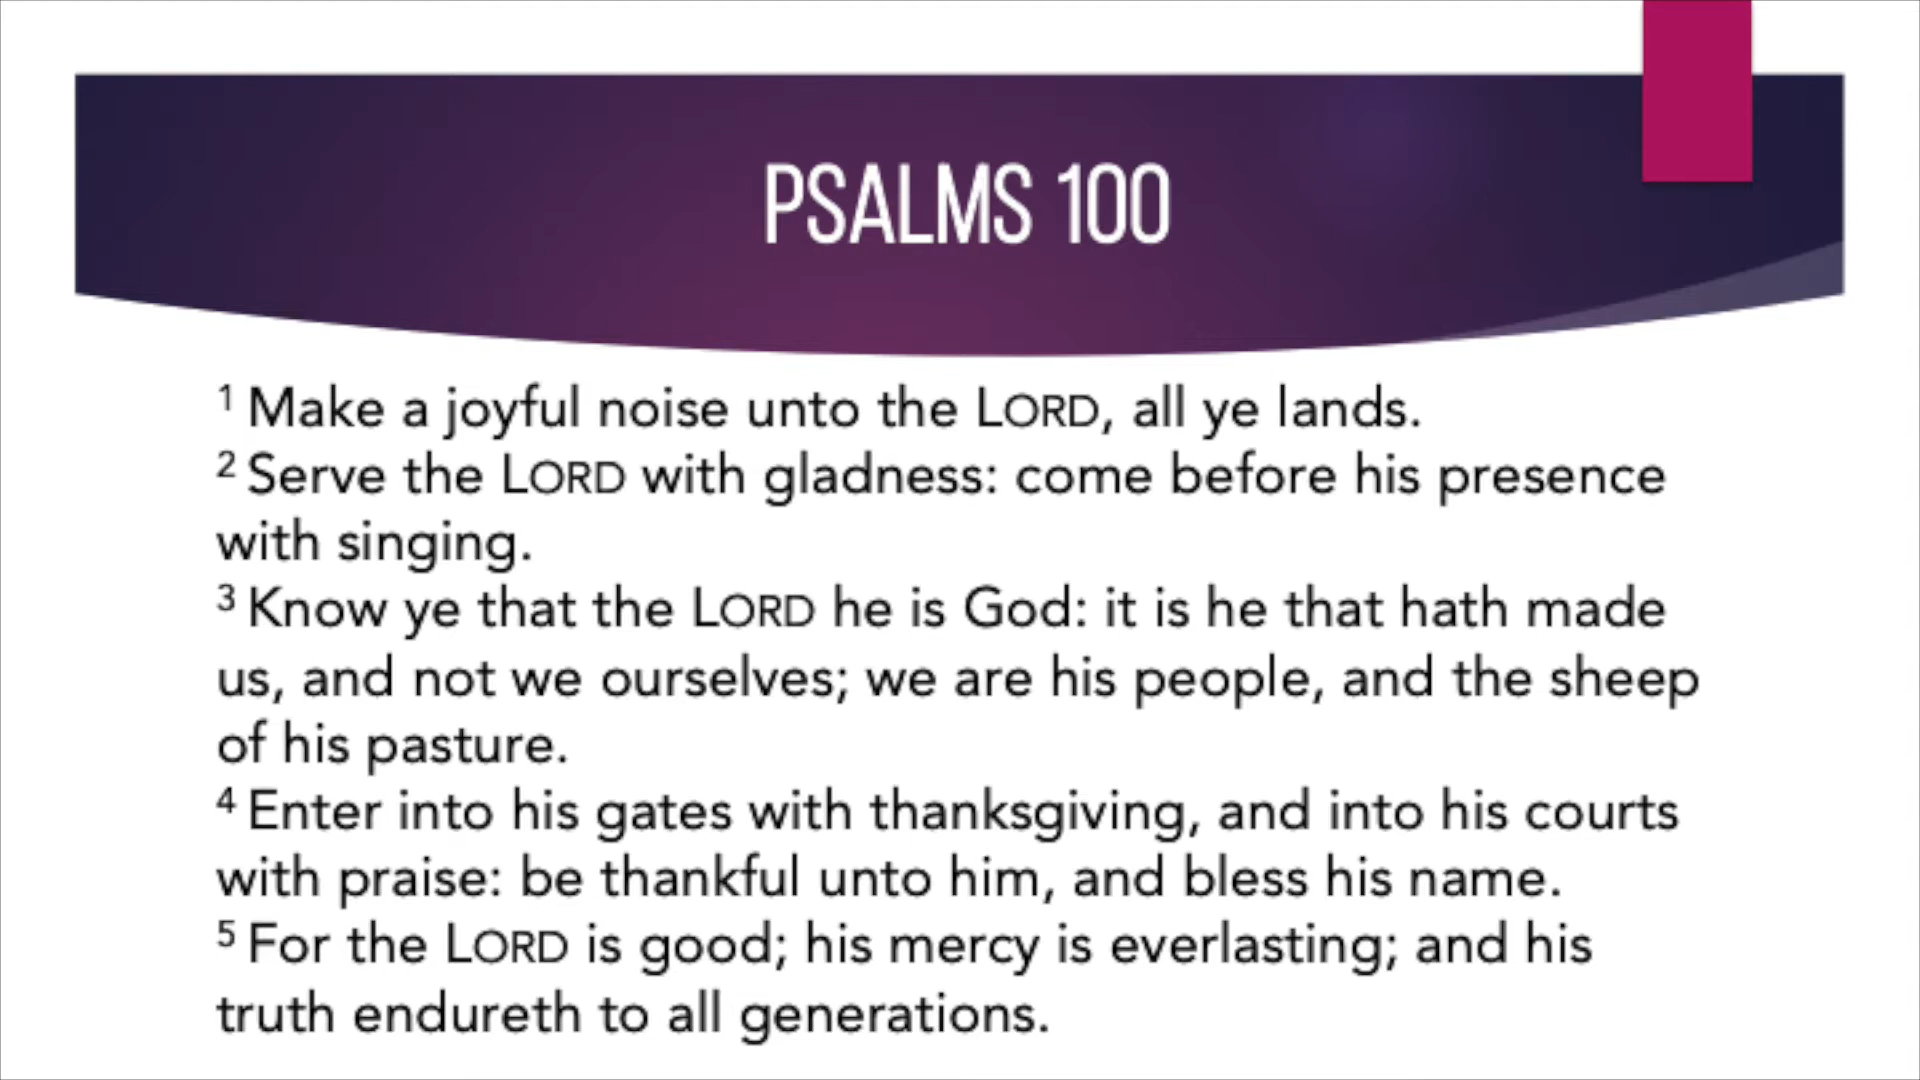 PSALMS 100
1 Make a joyful noise unto the LORD, all ye lands.
2 Serve the LORD with gladness: come before his presence
with singing.
3 Know ye that the LORD he is God: it is he that hath made
us, and not we ourselves; we are his people, and the sheep
of his pasture.
4 Enter into his gates with thanksgiving, and into his courts
with praise: be thankful unto him, and bless his name.
5 For the LORD is good; his mercy is everlasting; and his
truth endureth to all generations.